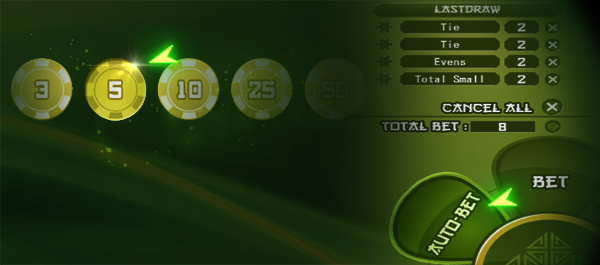 LASTDRAW
Tie 2
Tie 2
Evens 2
Total Small 2
CANCEL ALL
TOTAL BET : 8
3 5 10 25 50
BET
AUTO-BET